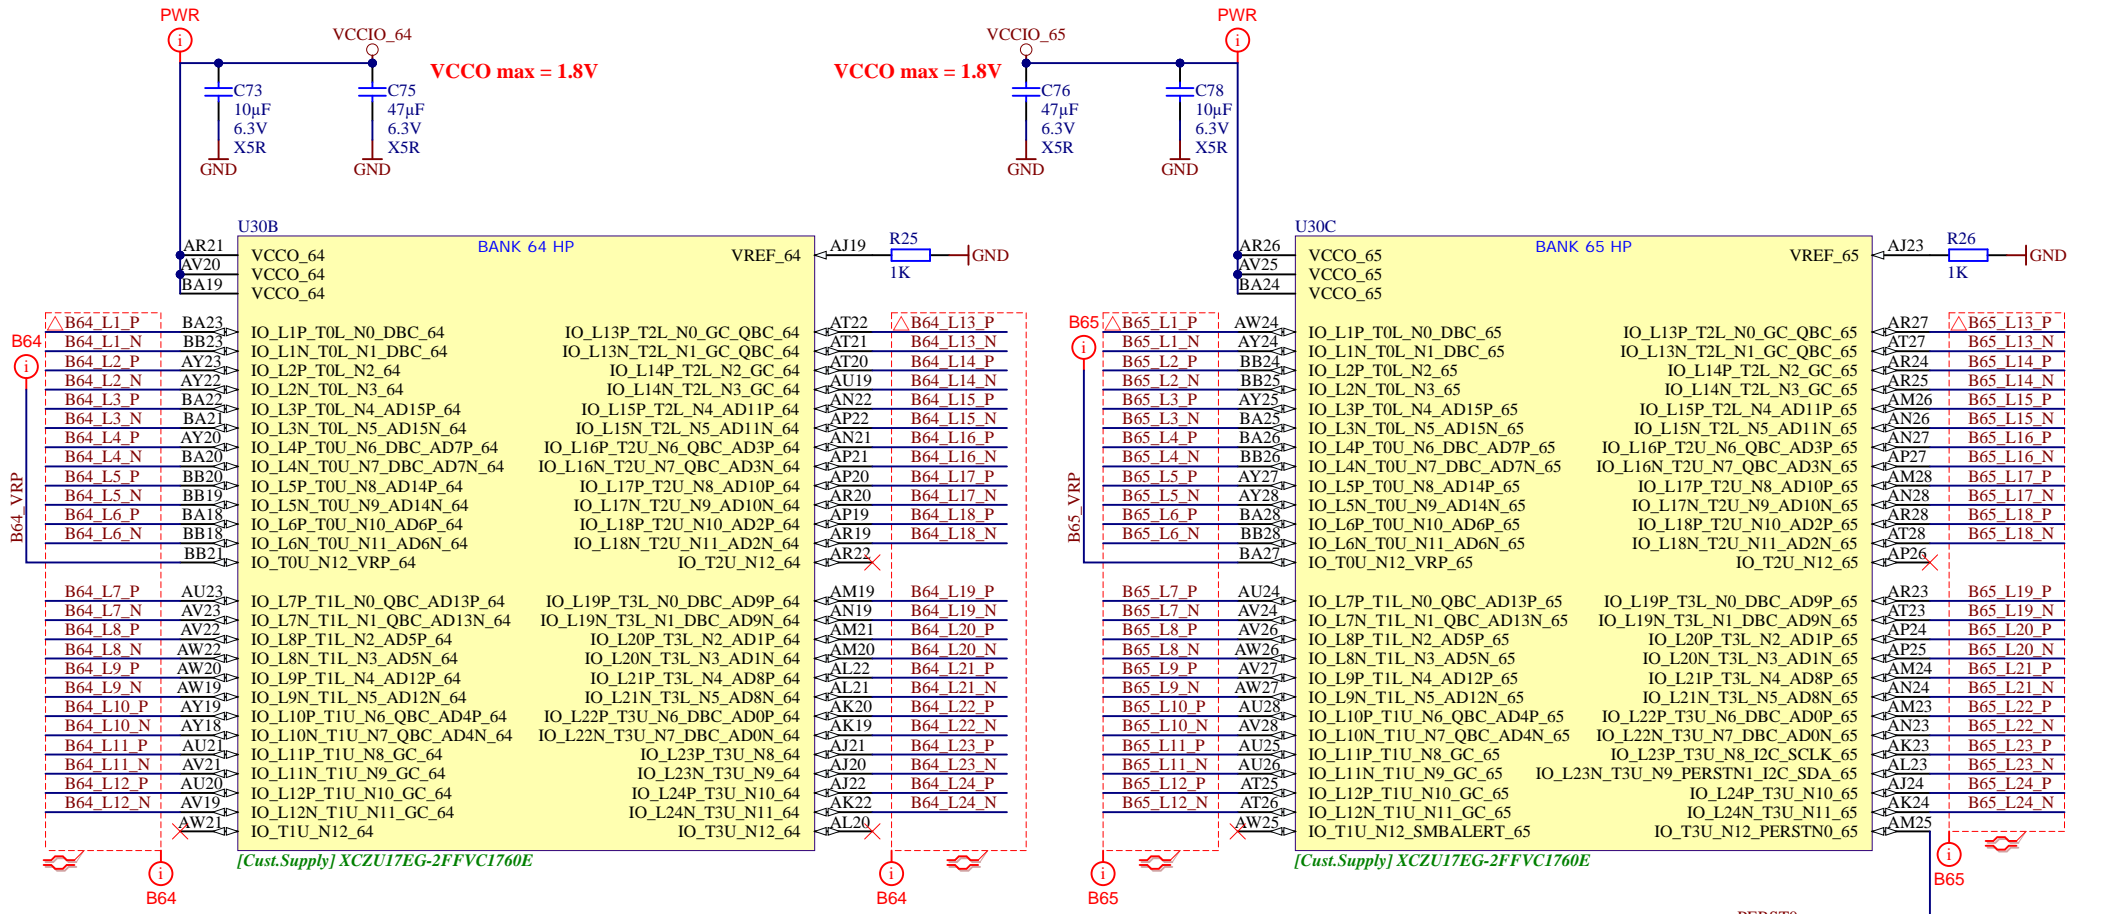 PWR
i
VCCIO_64
VCCO max = 1.8V
C73
10µF
6.3V
X5R
GND
C75
47µF
6.3V
X5R
GND
U30B
BANK 64 HP
AR21 VCCO_64 VREF_64 AJ19 R25 1K GND
AV20 VCCO_64
BA19 VCCO_64
B64
i
B64_VRP
B64_L1_P BA23 IO_L1P_T0L_N0_DBC_64 IO_L13P_T2L_N0_GC_QBC_64 AT22 B64_L13_P
B64_L1_N BB23 IO_L1N_T0L_N1_DBC_64 IO_L13N_T2L_N1_GC_QBC_64 AT21 B64_L13_N
B64_L2_P AY23 IO_L2P_T0L_N2_64 IO_L14P_T2L_N2_GC_64 AT20 B64_L14_P
B64_L2_N AY22 IO_L2N_T0L_N3_64 IO_L14N_T2L_N3_GC_64 AU19 B64_L14_N
B64_L3_P BA22 IO_L3P_T0L_N4_AD15P_64 IO_L15P_T2L_N4_AD11P_64 AN22 B64_L15_P
B64_L3_N BA21 IO_L3N_T0L_N5_AD15N_64 IO_L15N_T2L_N5_AD11N_64 AP22 B64_L15_N
B64_L4_P AY20 IO_L4P_T0U_N6_DBC_AD7P_64 IO_L16P_T2U_N6_QBC_AD3P_64 AN21 B64_L16_P
B64_L4_N BA20 IO_L4N_T0U_N7_DBC_AD7N_64 IO_L16N_T2U_N7_QBC_AD3N_64 AP21 B64_L16_N
B64_L5_P BB20 IO_L5P_T0U_N8_AD14P_64 IO_L17P_T2U_N8_AD10P_64 AP20 B64_L17_P
B64_L5_N BB19 IO_L5N_T0U_N9_AD14N_64 IO_L17N_T2U_N9_AD10N_64 AR20 B64_L17_N
B64_L6_P BA18 IO_L6P_T0U_N10_AD6P_64 IO_L18P_T2U_N10_AD2P_64 AP19 B64_L18_P
B64_L6_N BB18 IO_L6N_T0U_N11_AD6N_64 IO_L18N_T2U_N11_AD2N_64 AR19 B64_L18_N
BB21 IO_T0U_N12_VRP_64 IO_T2U_N12_64 AR22
B64_L7_P AU23 IO_L7P_T1L_N0_QBC_AD13P_64 IO_L19P_T3L_N0_DBC_AD9P_64 AM19 B64_L19_P
B64_L7_N AV23 IO_L7N_T1L_N1_QBC_AD13N_64 IO_L19N_T3L_N1_DBC_AD9N_64 AN19 B64_L19_N
B64_L8_P AV22 IO_L8P_T1L_N2_AD5P_64 IO_L20P_T3L_N2_AD1P_64 AM21 B64_L20_P
B64_L8_N AW22 IO_L8N_T1L_N3_AD5N_64 IO_L20N_T3L_N3_AD1N_64 AM20 B64_L20_N
B64_L9_P AW20 IO_L9P_T1L_N4_AD12P_64 IO_L21P_T3L_N4_AD8P_64 AL22 B64_L21_P
B64_L9_N AW19 IO_L9N_T1L_N5_AD12N_64 IO_L21N_T3L_N5_AD8N_64 AL21 B64_L21_N
B64_L10_P AY19 IO_L10P_T1U_N6_QBC_AD4P_64 IO_L22P_T3U_N6_DBC_AD0P_64 AK20 B64_L22_P
B64_L10_N AY18 IO_L10N_T1U_N7_QBC_AD4N_64 IO_L22N_T3U_N7_DBC_AD0N_64 AK19 B64_L22_N
B64_L11_P AU21 IO_L11P_T1U_N8_GC_64 IO_L23P_T3U_N8_64 AJ21 B64_L23_P
B64_L11_N AV21 IO_L11N_T1U_N9_GC_64 IO_L23N_T3U_N9_64 AJ20 B64_L23_N
B64_L12_P AU20 IO_L12P_T1U_N10_GC_64 IO_L24P_T3U_N10_64 AJ22 B64_L24_P
B64_L12_N AV19 IO_L12N_T1U_N11_GC_64 IO_L24N_T3U_N11_64 AK22 B64_L24_N
AW21 IO_T1U_N12_64 IO_T3U_N12_64 AL20
[Cust.Supply] XCZU17EG-2FFVC1760E
i
B64
i
B64
PWR
i
VCCIO_65
VCCO max = 1.8V
C76
47µF
6.3V
X5R
GND
C78
10µF
6.3V
X5R
GND
U30C
BANK 65 HP
AR26 VCCO_65 VREF_65 AJ23 R26 1K GND
AV25 VCCO_65
BA24 VCCO_65
B65
i
B65_VRP
B65_L1_P AW24 IO_L1P_T0L_N0_DBC_65 IO_L13P_T2L_N0_GC_QBC_65 AR27 B65_L13_P
B65_L1_N AY24 IO_L1N_T0L_N1_DBC_65 IO_L13N_T2L_N1_GC_QBC_65 AT27 B65_L13_N
B65_L2_P BB24 IO_L2P_T0L_N2_65 IO_L14P_T2L_N2_GC_65 AR24 B65_L14_P
B65_L2_N BB25 IO_L2N_T0L_N3_65 IO_L14N_T2L_N3_GC_65 AR25 B65_L14_N
B65_L3_P AY25 IO_L3P_T0L_N4_AD15P_65 IO_L15P_T2L_N4_AD11P_65 AM26 B65_L15_P
B65_L3_N BA25 IO_L3N_T0L_N5_AD15N_65 IO_L15N_T2L_N5_AD11N_65 AN26 B65_L15_N
B65_L4_P BA26 IO_L4P_T0U_N6_DBC_AD7P_65 IO_L16P_T2U_N6_QBC_AD3P_65 AN27 B65_L16_P
B65_L4_N BB26 IO_L4N_T0U_N7_DBC_AD7N_65 IO_L16N_T2U_N7_QBC_AD3N_65 AP27 B65_L16_N
B65_L5_P AY27 IO_L5P_T0U_N8_AD14P_65 IO_L17P_T2U_N8_AD10P_65 AM28 B65_L17_P
B65_L5_N AY28 IO_L5N_T0U_N9_AD14N_65 IO_L17N_T2U_N9_AD10N_65 AN28 B65_L17_N
B65_L6_P BA28 IO_L6P_T0U_N10_AD6P_65 IO_L18P_T2U_N10_AD2P_65 AR28 B65_L18_P
B65_L6_N BB28 IO_L6N_T0U_N11_AD6N_65 IO_L18N_T2U_N11_AD2N_65 AT28 B65_L18_N
BA27 IO_T0U_N12_VRP_65 IO_T2U_N12_65 AP26
B65_L7_P AU24 IO_L7P_T1L_N0_QBC_AD13P_65 IO_L19P_T3L_N0_DBC_AD9P_65 AR23 B65_L19_P
B65_L7_N AV24 IO_L7N_T1L_N1_QBC_AD13N_65 IO_L19N_T3L_N1_DBC_AD9N_65 AT23 B65_L19_N
B65_L8_P AV26 IO_L8P_T1L_N2_AD5P_65 IO_L20P_T3L_N2_AD1P_65 AP24 B65_L20_P
B65_L8_N AW26 IO_L8N_T1L_N3_AD5N_65 IO_L20N_T3L_N3_AD1N_65 AP25 B65_L20_N
B65_L9_P AV27 IO_L9P_T1L_N4_AD12P_65 IO_L21P_T3L_N4_AD8P_65 AM24 B65_L21_P
B65_L9_N AW27 IO_L9N_T1L_N5_AD12N_65 IO_L21N_T3L_N5_AD8N_65 AN24 B65_L21_N
B65_L10_P AU28 IO_L10P_T1U_N6_QBC_AD4P_65 IO_L22P_T3U_N6_DBC_AD0P_65 AM23 B65_L22_P
B65_L10_N AV28 IO_L10N_T1U_N7_QBC_AD4N_65 IO_L22N_T3U_N7_DBC_AD0N_65 AN23 B65_L22_N
B65_L11_P AU25 IO_L11P_T1U_N8_GC_65 IO_L23P_T3U_N8_I2C_SCLK_65 AK23 B65_L23_P
B65_L11_N AU26 IO_L11N_T1U_N9_GC_65 IO_L23N_T3U_N9_PERSTN1_I2C_SDA_65 AL23 B65_L23_N
B65_L12_P AT25 IO_L12P_T1U_N10_GC_65 IO_L24P_T3U_N10_65 AJ24 B65_L24_P
B65_L12_N AT26 IO_L12N_T1U_N11_GC_65 IO_L24N_T3U_N11_65 AK24 B65_L24_N
AW25 IO_T1U_N12_SMBALERT_65 IO_T3U_N12_PERSTN0_65 AM25
[Cust.Supply] XCZU17EG-2FFVC1760E
i
B65
i
B65